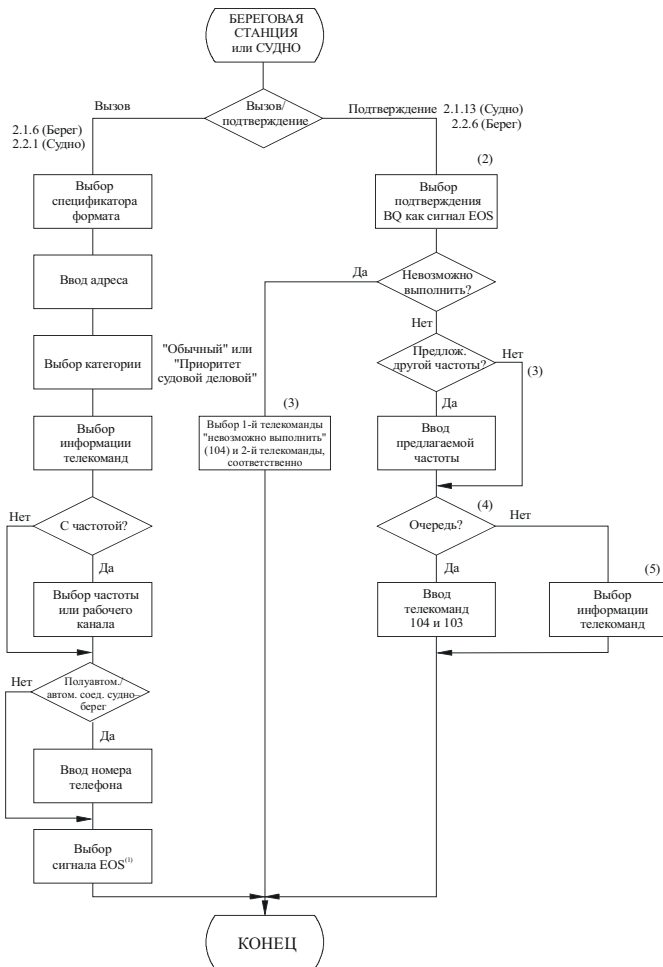 БЕРЕГОВАЯ
СТАНЦИЯ
или СУДНО
Вызов
Вызов/
подтверждение
Подтверждение 2.1.13 (Судно)
2.2.6 (Берег)
2.1.6 (Берег)
2.2.1 (Судно)
Выбор
спецификатора
формата
Ввод адреса
Выбор категории
"Обычный" или
"Приоритет
судовой деловой"
Выбор
информации
телекоманд
Нет
С частотой?
Да
Выбор частоты
или рабочего
канала
Нет
Полуавтом./
автом. соед. судно–
берег
Да
Ввод номера
телефона
Выбор
сигнала EOS(1)
(2)
Выбор
подтверждения
BQ как сигнал EOS
Да
Невозможно
выполнить?
Нет
(3)
Выбор 1-й телекоманды
"невозможно выполнить"
(104) и 2-й телекоманды,
соответственно
Предлож.
другой частоты?
Нет
(3)
Да
Ввод
предлагаемой
частоты
(4)
Очередь?
Нет
Да
Ввод
телекоманд
104 и 103
(5)
Выбор
информации
телекоманд
КОНЕЦ